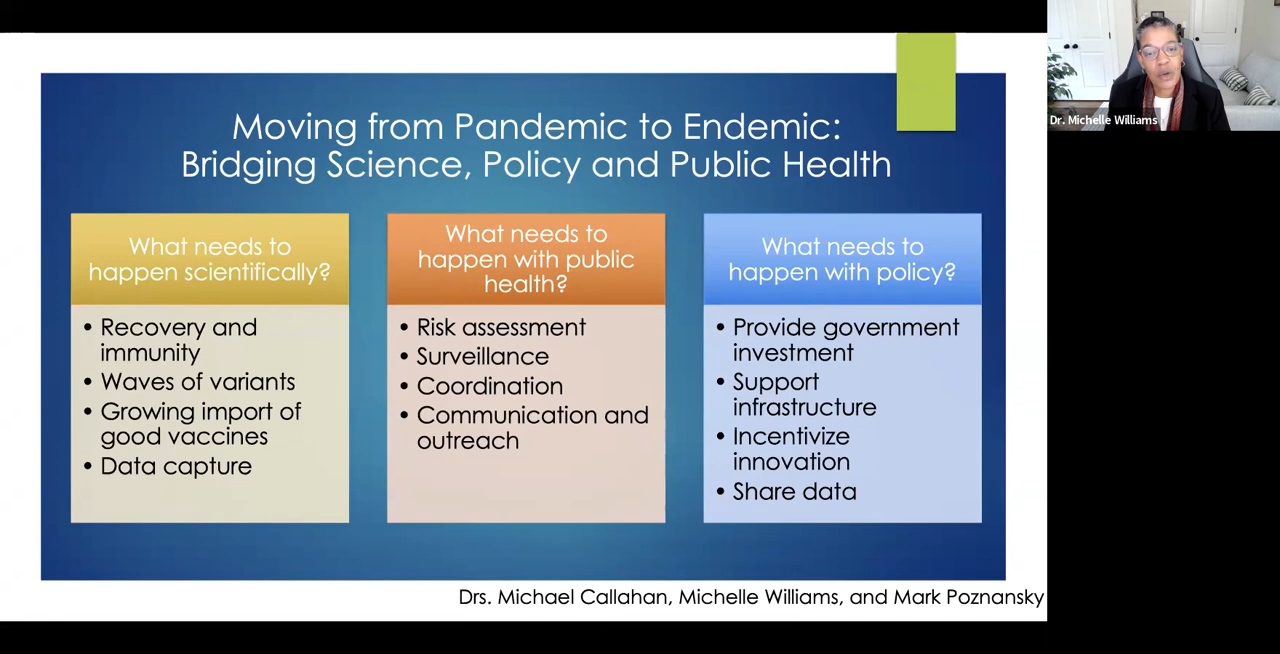 Moving from Pandemic to Endemic:
Bridging Science, Policy and Public Health
What needs to
happen scientifically?
• Recovery and
immunity
• Waves of variants
• Growing import of
good vaccines
• Data capture
What needs to
happen with public
health?
• Risk assessment
• Surveillance
• Coordination
• Communication and
outreach
What needs to
happen with policy?
• Provide government
investment
• Support
infrastructure
• Incentivize
innovation
• Share data
Drs. Michael Callahan, Michelle Williams, and Mark Poznansky
Dr. Michelle Williams